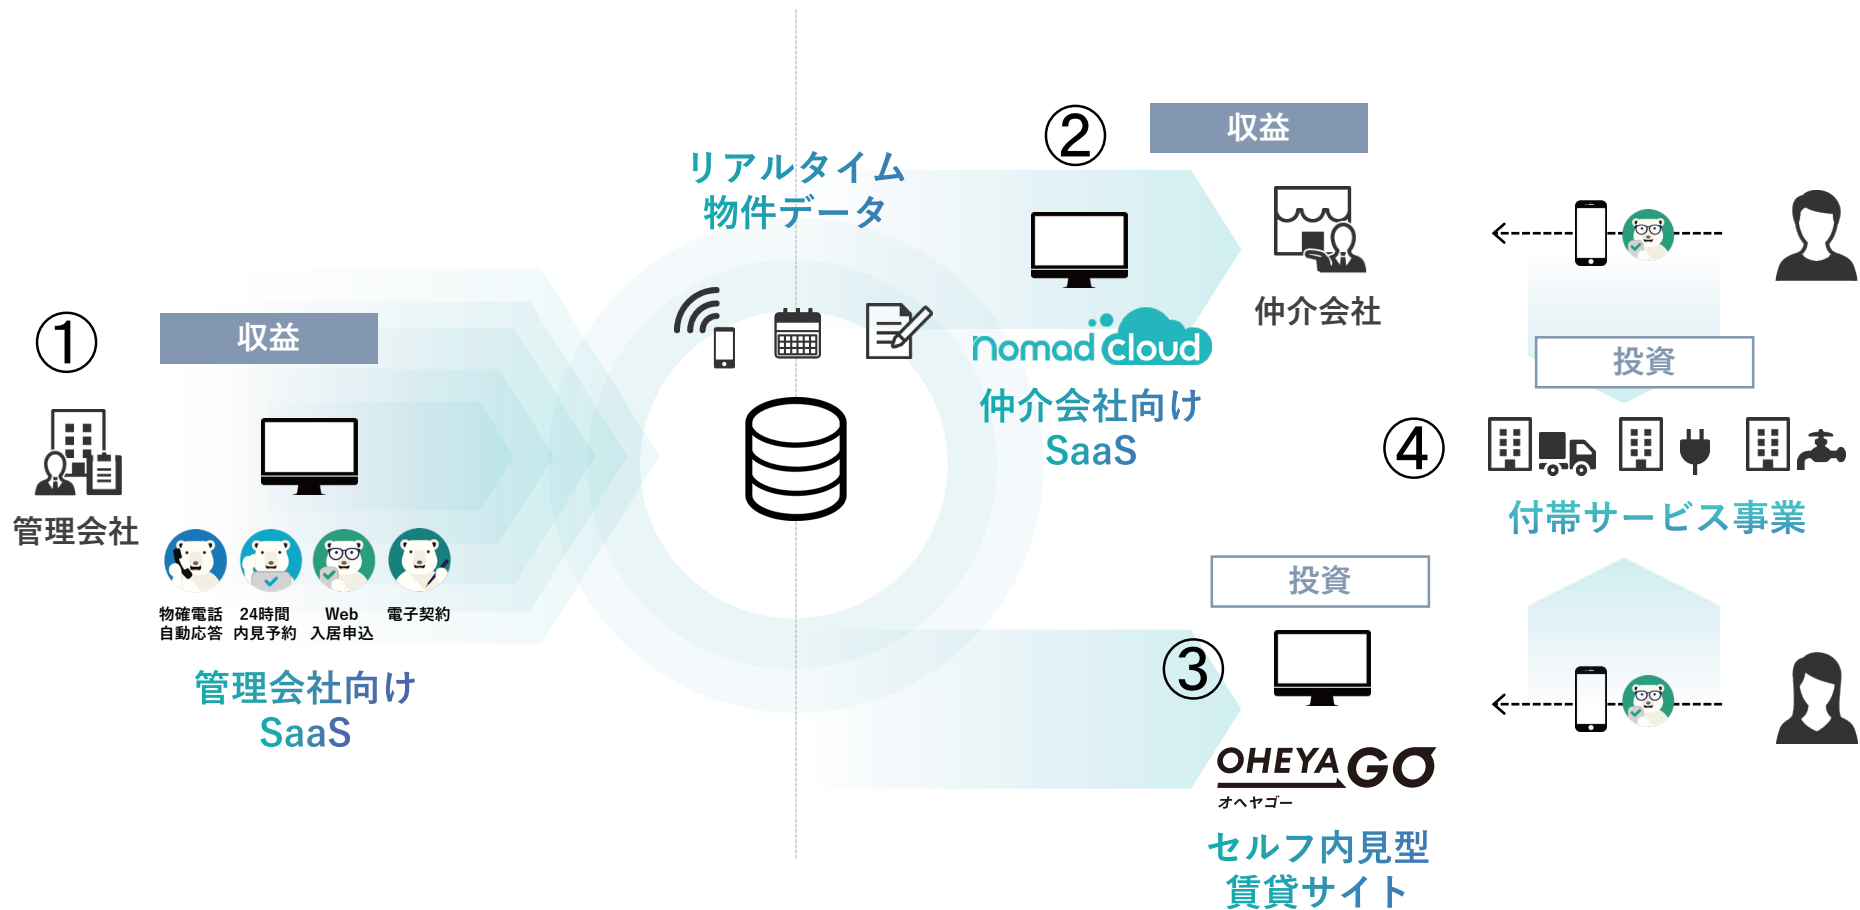 ①
収益
管理会社
物確電話
自動応答
24時間
内見予約
Web
入居申込
電子契約
管理会社向け
SaaS
リアルタイム
物件データ
②
収益
仲介会社
nomad cloud
仲介会社向け
SaaS
③
投資
OHEYAGO
オヘヤゴー
セルフ内見型
賃貸サイト
④
投資
付帯サービス事業